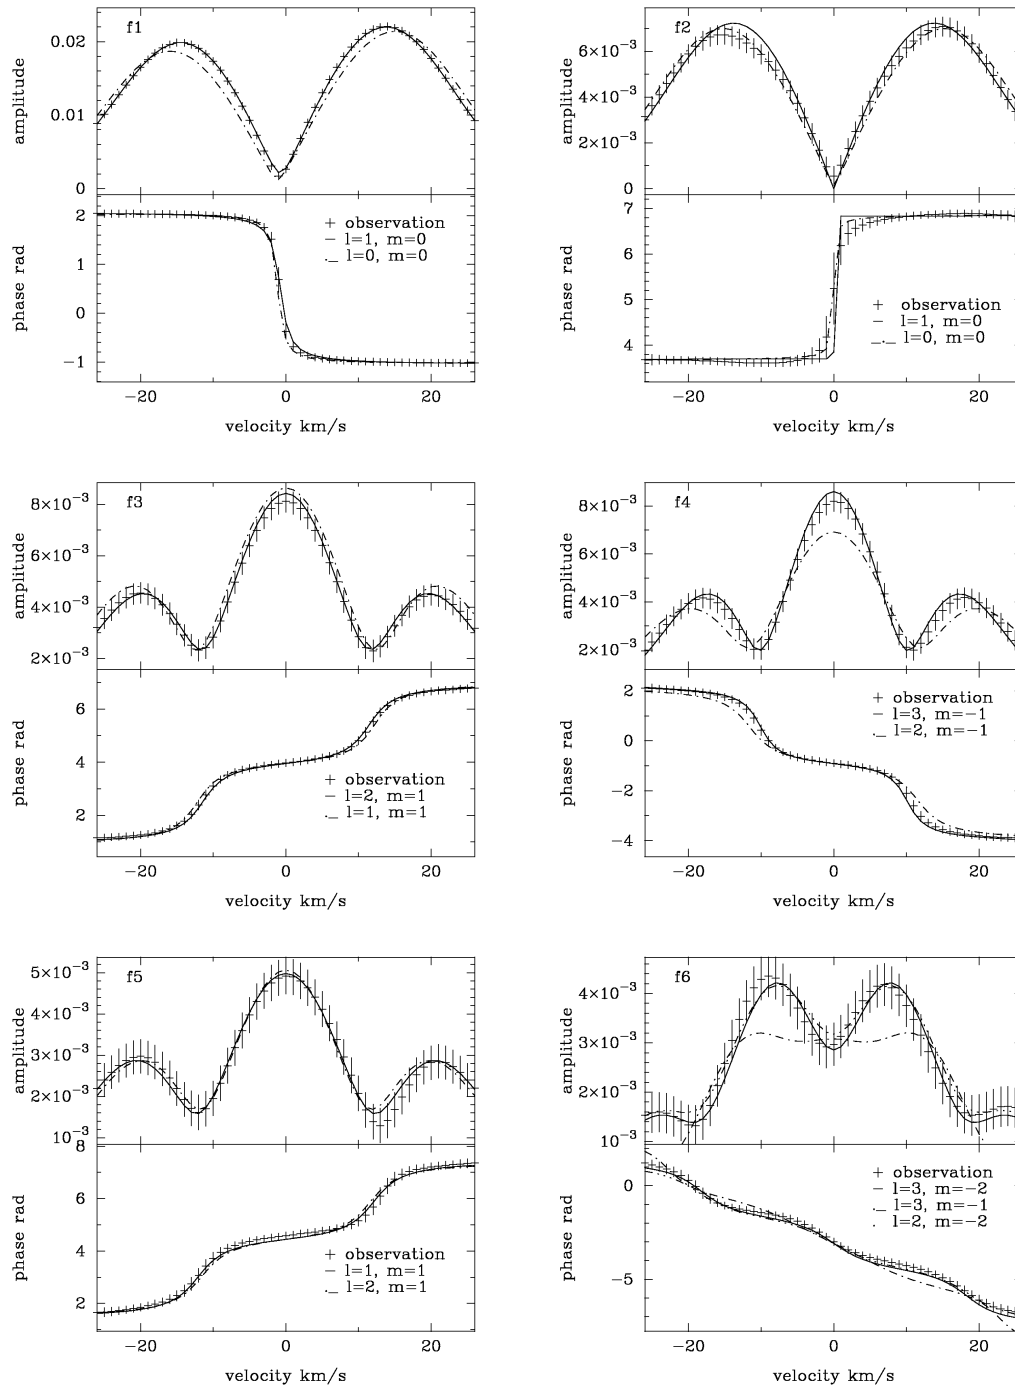 f1
amplitude
0.02
0.01
0
phase rad
2
1
0
−1
+ observation
− l=1, m=0
._ l=0, m=0
−20 0 20
velocity km/s
f2
amplitude
6×10−3
4×10−3
2×10−3
0
phase rad
7
6
5
4
+ observation
− l=1, m=0
_._ l=0, m=0
−20 0 20
velocity km/s
f3
amplitude
8×10−3
6×10−3
4×10−3
2×10−3
phase rad
6
4
2
+ observation
− l=2, m=1
._ l=1, m=1
−20 0 20
velocity km/s
f4
amplitude
8×10−3
6×10−3
4×10−3
2×10−3
phase rad
2
0
−2
−4
+ observation
− l=3, m=−1
._ l=2, m=−1
−20 0 20
velocity km/s
f5
amplitude
5×10−3
4×10−3
3×10−3
2×10−3
10−3
phase rad
8
6
4
2
+ observation
− l=1, m=1
._ l=2, m=1
−20 0 20
velocity km/s
f6
amplitude
4×10−3
3×10−3
2×10−3
10−3
phase rad
0
−5
+ observation
− l=3, m=−2
._ l=3, m=−1
. l=2, m=−2
−20 0 20
velocity km/s